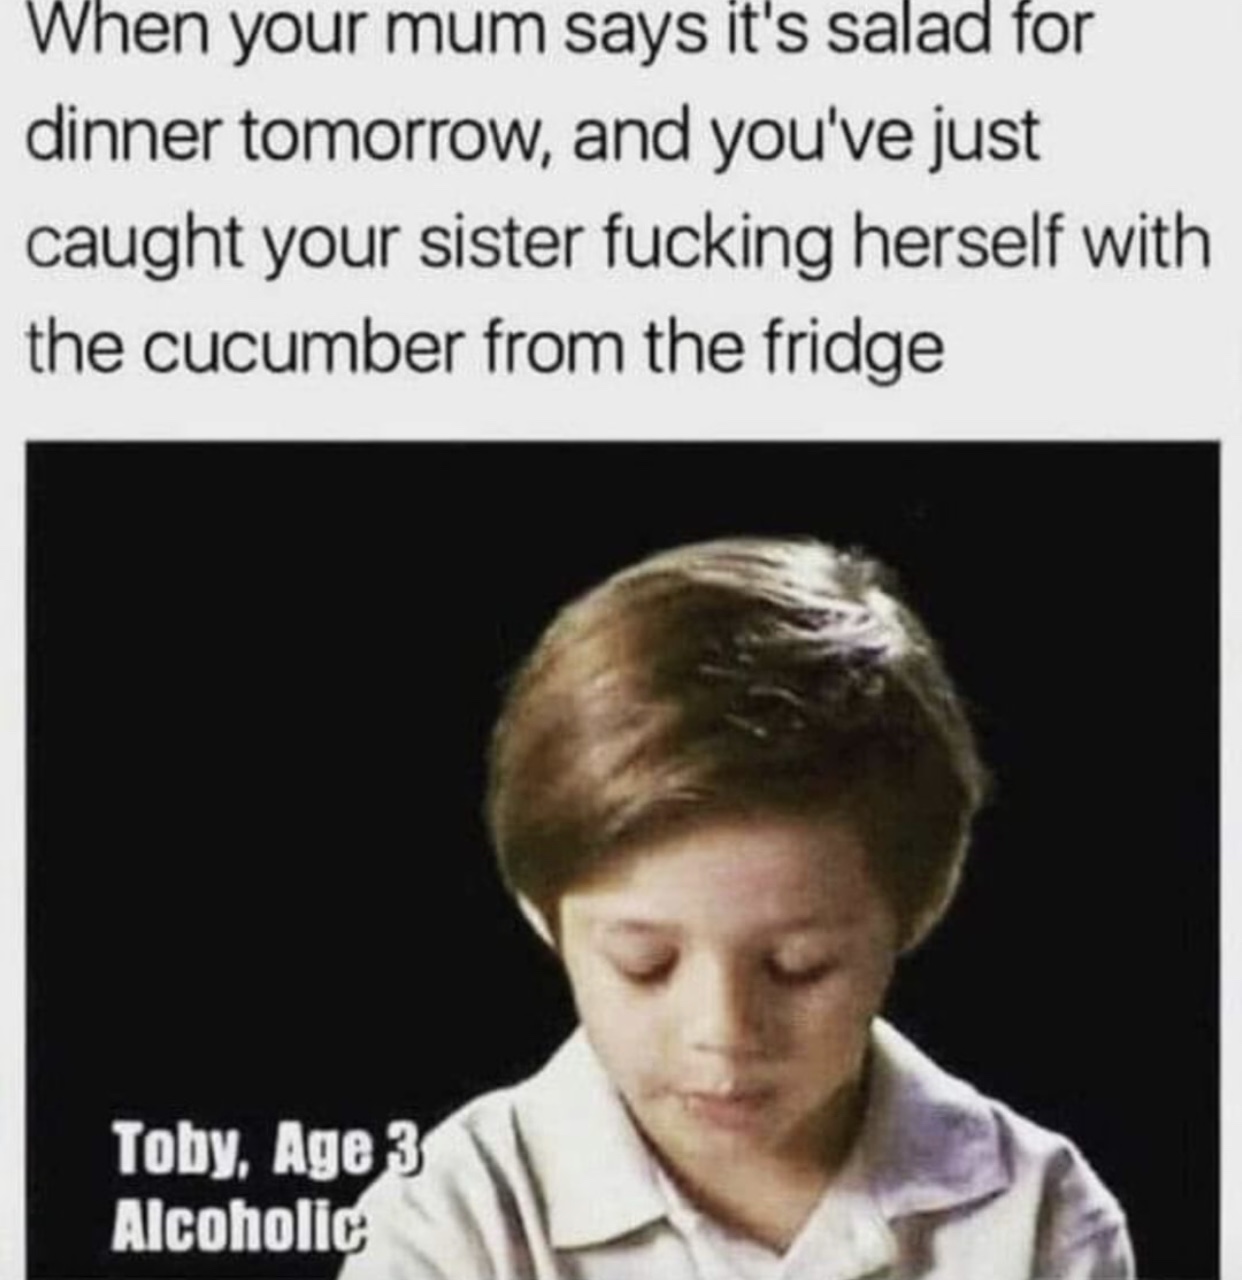 When your mum says it's salad for
dinner tomorrow, and you've just
caught your sister fucking herself with
the cucumber from the fridge
Toby, Age 3
Alcoholic